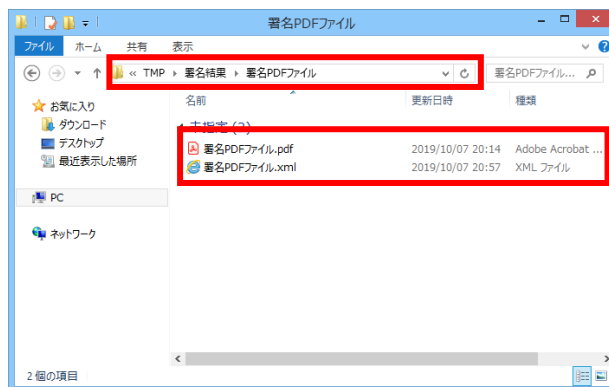 署名PDFファイル
ファイル ホーム 共有 表示
« TMP ▸ 署名結果 ▸ 署名PDFファイル 署名PDFファイル...
お気に入り 名前 更新日時 種類
ダウンロード
デスクトップ
最近表示した場所
未指定 (2)
署名PDFファイル.pdf 2019/10/07 20:14 Adobe Acrobat ...
署名PDFファイル.xml 2019/10/07 20:57 XML ファイル
PC
ネットワーク
2 個の項目